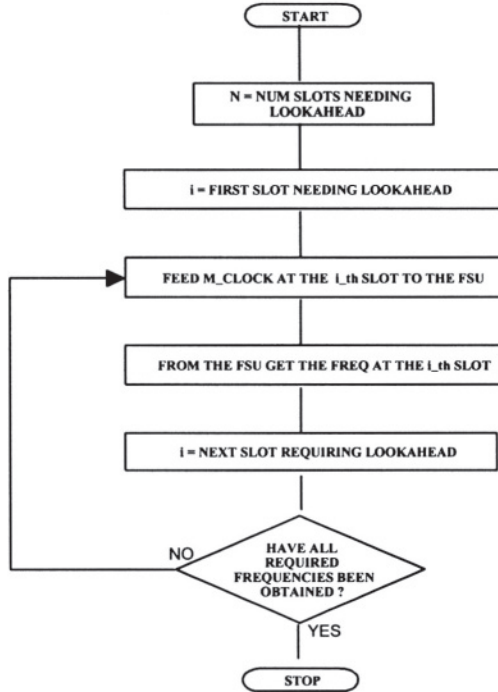 START
N = NUM SLOTS NEEDING
LOOKAHEAD
i = FIRST SLOT NEEDING LOOKAHEAD
FEED M_CLOCK AT THE i_th SLOT TO THE FSU
FROM THE FSU GET THE FREQ AT THE i_th SLOT
i = NEXT SLOT REQUIRING LOOKAHEAD
NO
HAVE ALL
REQUIRED
FREQUENCIES BEEN
OBTAINED ?
YES
STOP